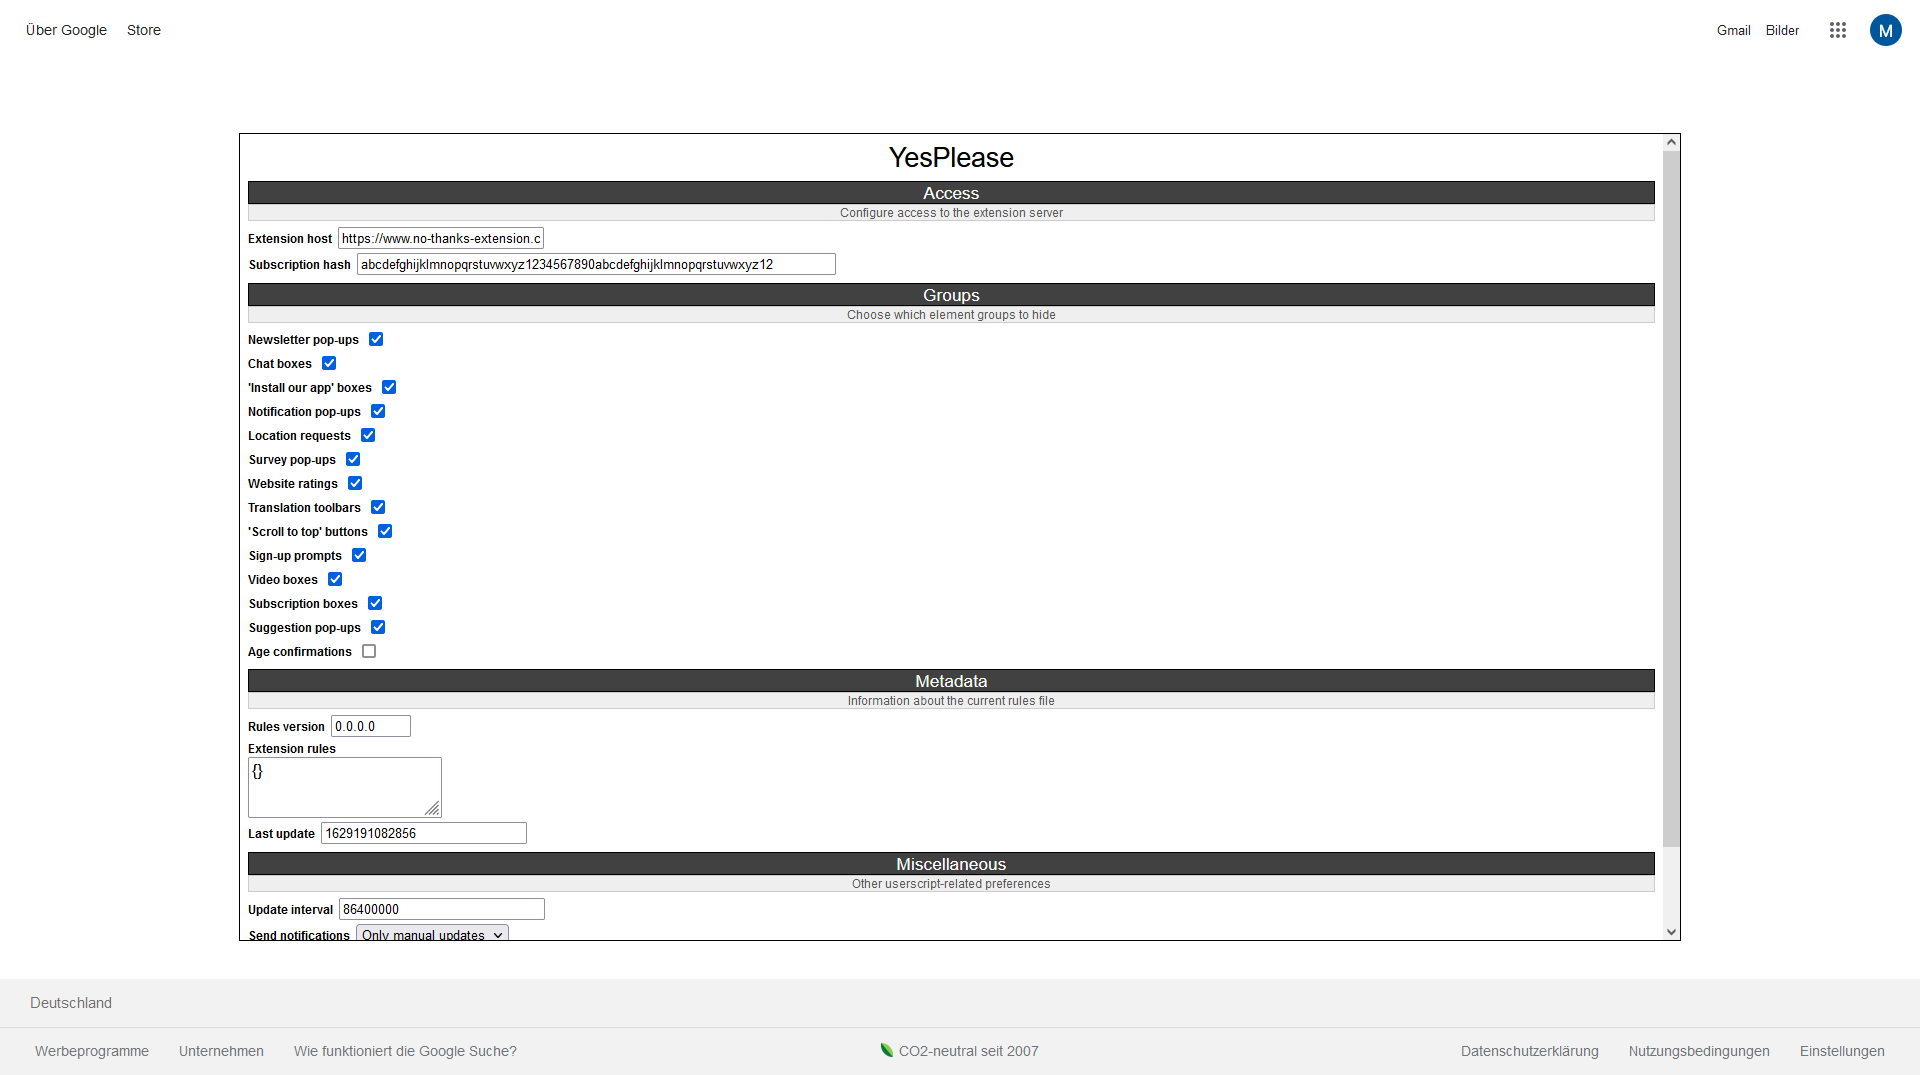 Über Google Store Gmail Bilder M
YesPlease
Access
Configure access to the extension server
Extension host https://www.no-thanks-extension.c
Subscription hash abcdefghijklmnopqrstuvwxyz1234567890abcdefghijklmnopqrstuvwxyz12
Groups
Choose which element groups to hide
Newsletter pop-ups
Chat boxes
'Install our app' boxes
Notification pop-ups
Location requests
Survey pop-ups
Website ratings
Translation toolbars
'Scroll to top' buttons
Sign-up prompts
Video boxes
Subscription boxes
Suggestion pop-ups
Age confirmations
Metadata
Information about the current rules file
Rules version 0.0.0.0
Extension rules
{}
Last update 1629191082856
Miscellaneous
Other userscript-related preferences
Update interval 86400000
Send notifications Only manual updates
Deutschland
Werbeprogramme Unternehmen Wie funktioniert die Google Suche? CO2-neutral seit 2007 Datenschutzerklärung Nutzungsbedingungen Einstellungen